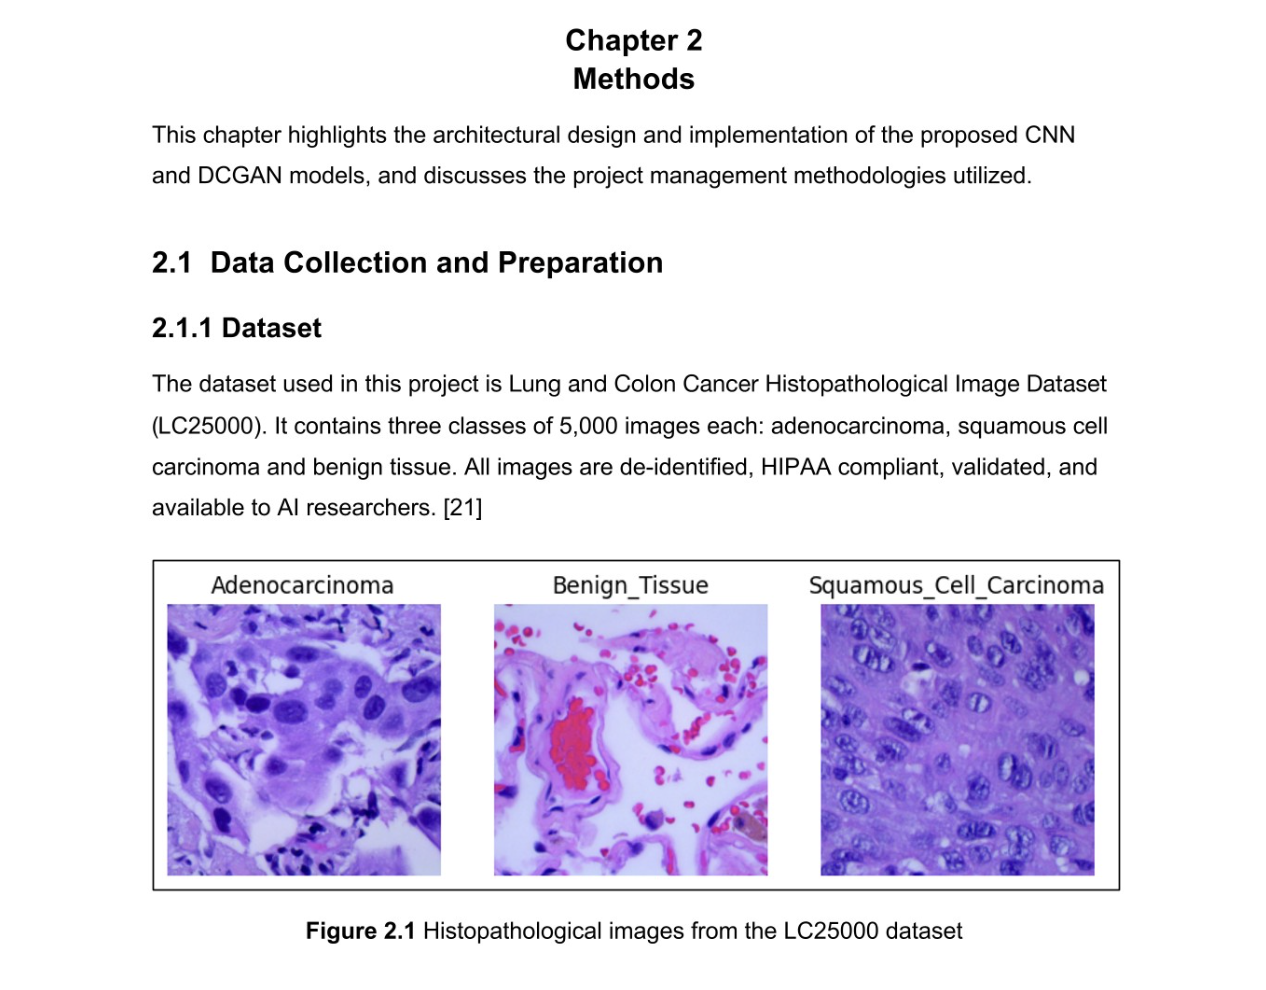 Chapter 2
Methods
This chapter highlights the architectural design and implementation of the proposed CNN
and DCGAN models, and discusses the project management methodologies utilized.
2.1 Data Collection and Preparation
2.1.1 Dataset
The dataset used in this project is Lung and Colon Cancer Histopathological Image Dataset
(LC25000). It contains three classes of 5,000 images each: adenocarcinoma, squamous cell
carcinoma and benign tissue. All images are de-identified, HIPAA compliant, validated, and
available to AI researchers. [21]
Adenocarcinoma
Benign_Tissue
Squamous_Cell_Carcinoma
Figure 2.1 Histopathological images from the LC25000 dataset